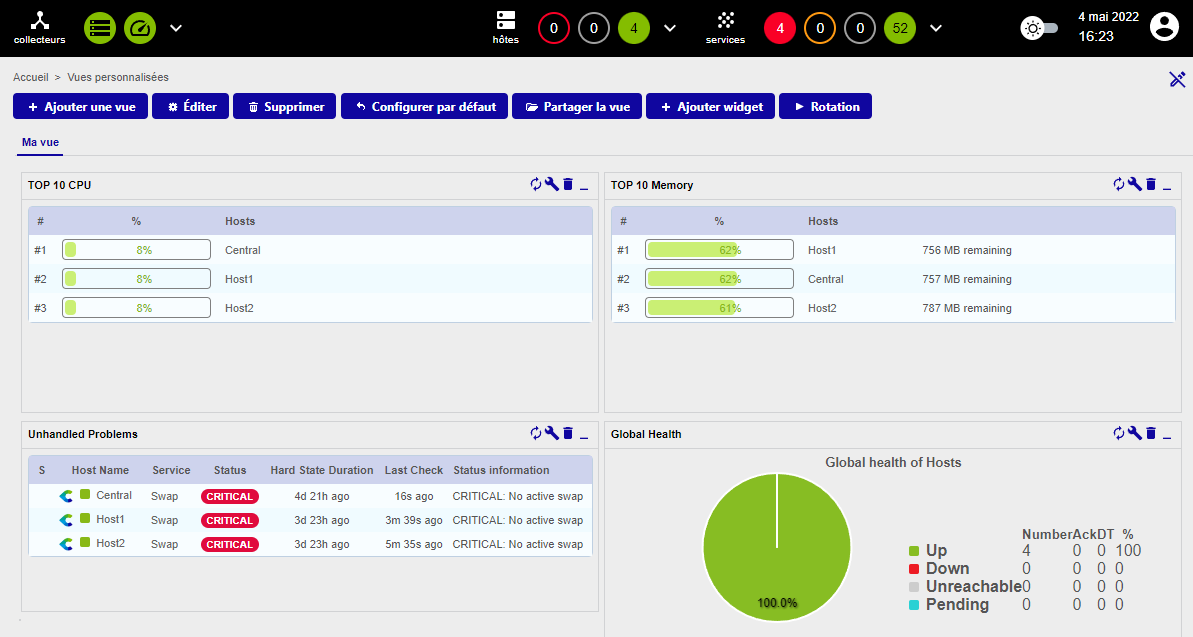 collecteurs
hôtes
0
0
4
services
4
0
0
52
4 mai 2022
16:23
Accueil > Vues personnalisées
+ Ajouter une vue
Éditer
Supprimer
Configurer par défaut
Partager la vue
+ Ajouter widget
Rotation
Ma vue
TOP 10 CPU
# % Hosts
#1 8% Central
#2 8% Host1
#3 8% Host2
TOP 10 Memory
# % Hosts
#1 62% Host1 756 MB remaining
#2 62% Central 757 MB remaining
#3 61% Host2 787 MB remaining
Unhandled Problems
S Host Name Service Status Hard State Duration Last Check Status information
Central Swap CRITICAL 4d 21h ago 16s ago CRITICAL: No active swap
Host1 Swap CRITICAL 3d 23h ago 3m 39s ago CRITICAL: No active swap
Host2 Swap CRITICAL 3d 23h ago 5m 35s ago CRITICAL: No active swap
Global Health
Global health of Hosts
100.0%
Number Ack DT %
Up 4 0 0 100
Down 0 0 0 0
Unreachable 0 0 0 0
Pending 0 0 0 0